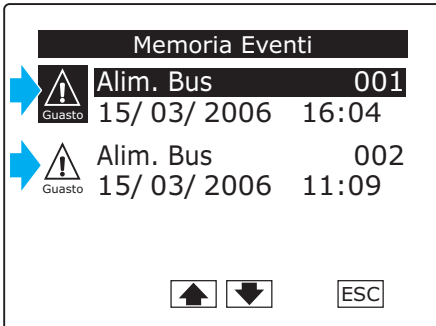 Memoria Eventi
Alim. Bus 001
Guasto 15/ 03/ 2006 16:04
Alim. Bus 002
Guasto 15/ 03/ 2006 11:09
ESC